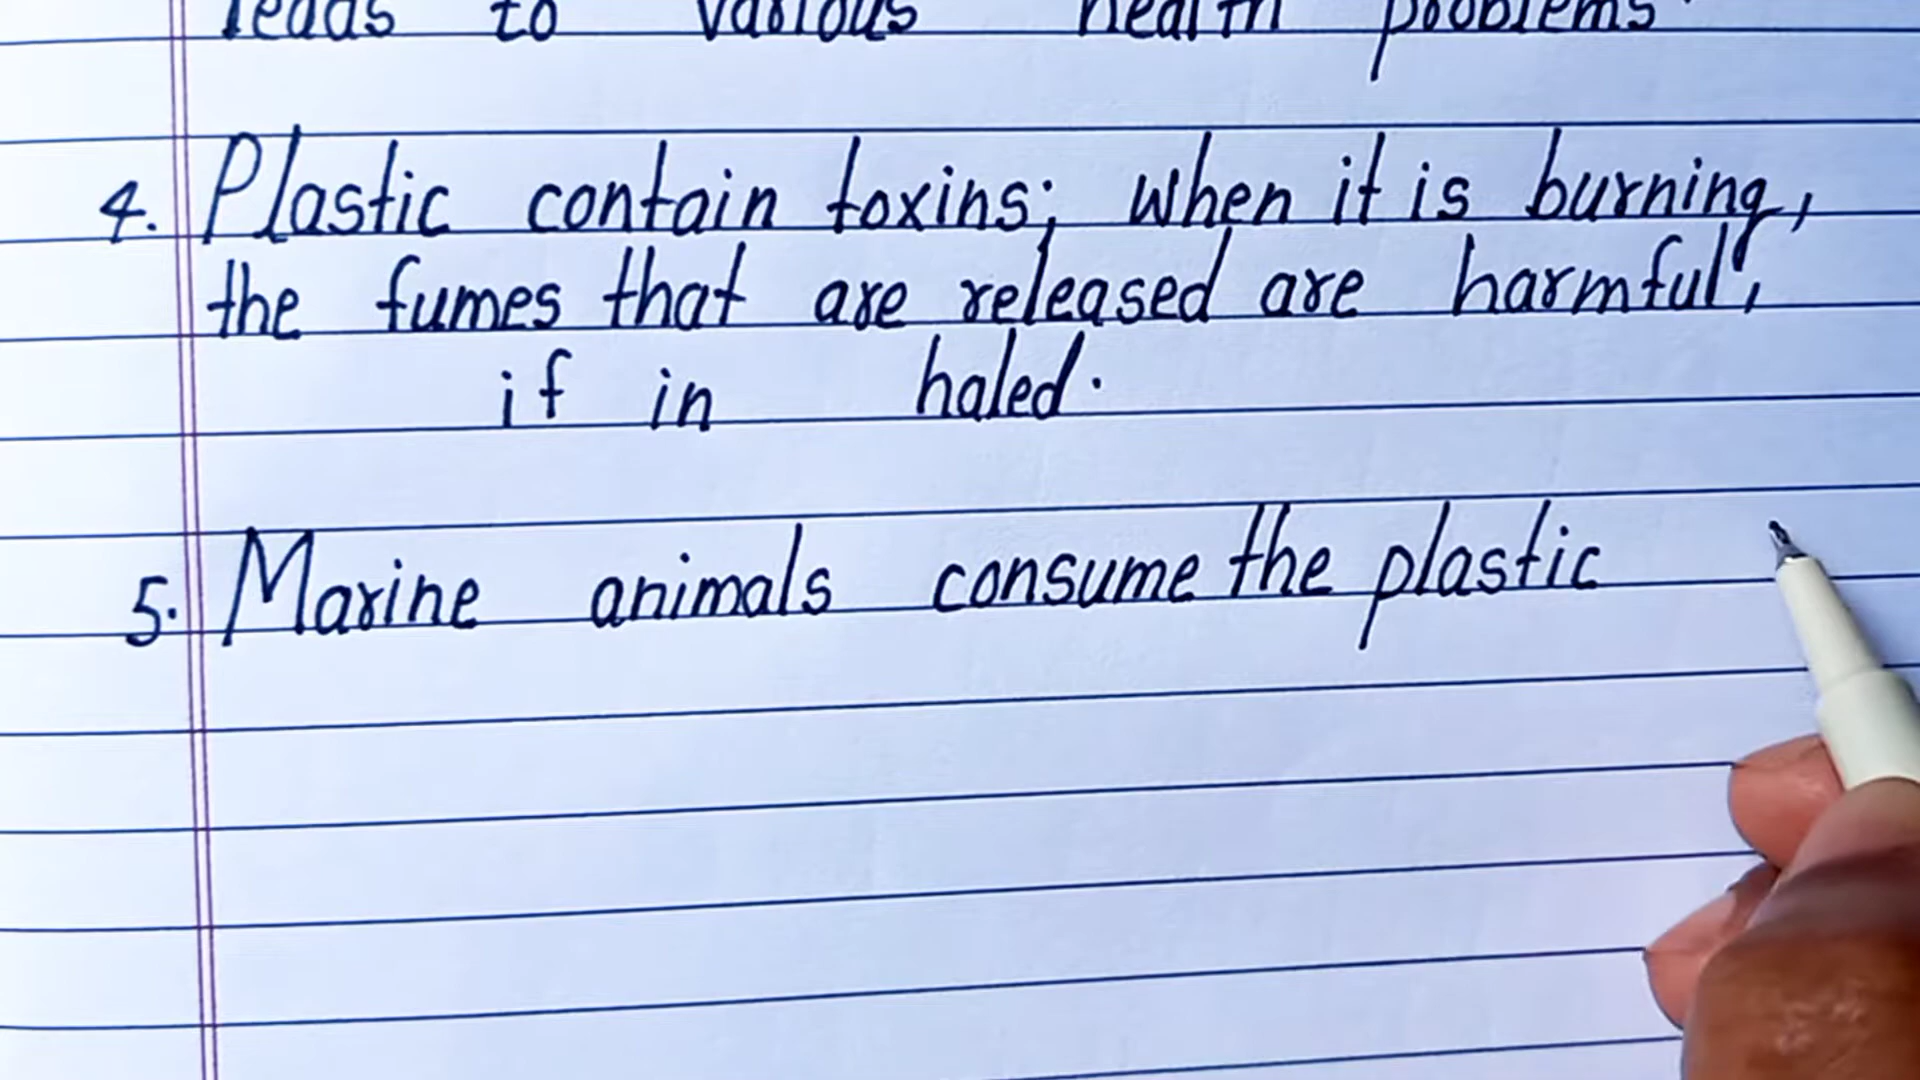 leads to various health problems.
4. Plastic contain toxins; when it is burning,
the fumes that are released are harmful,
if in haled.
5. Marine animals consume the plastic